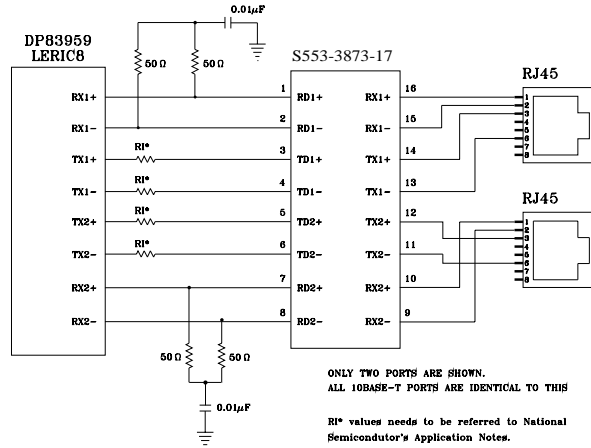 0.01µF
DP83959
LERIC8
50 Ω
50 Ω
S553-3873-17
RJ45
RX1+
1
RD1+
RX1+
16
RX1-
2
RD1-
RX1-
15
TX1+
RI*
3
TD1+
TX1+
14
TX1-
RI*
4
TD1-
TX1-
13
TX2+
RI*
5
TD2+
TX2+
12
TX2-
RI*
6
TD2-
TX2-
11
RX2+
7
RD2+
RX2+
10
RX2-
8
RD2-
RX2-
9
1
2
3
4
5
6
7
8
RJ45
1
2
3
4
5
6
7
8
50 Ω
50 Ω
0.01µF
ONLY TWO PORTS ARE SHOWN.
ALL 10BASE-T PORTS ARE IDENTICAL TO THIS
RI* values needs to be referred to National
Semicondutor's Application Notes.